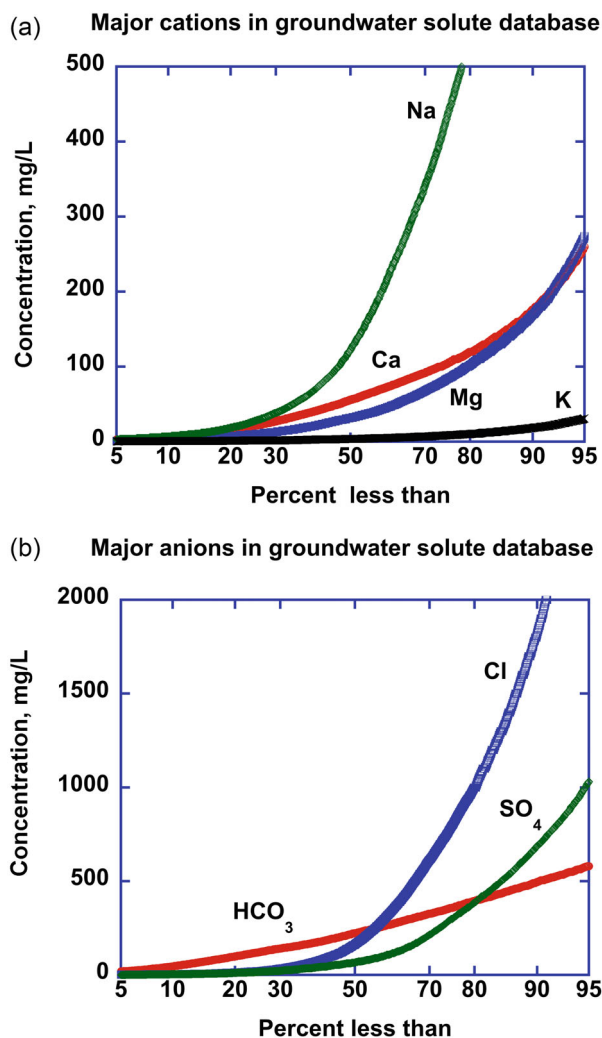 (a) Major cations in groundwater solute database
500
400
300
200
100
0
Concentration, mg/L
Na
Ca
Mg
K
5 10 20 30 50 70 80 90 95
Percent less than
(b) Major anions in groundwater solute database
2000
1500
1000
500
0
Concentration, mg/L
Cl
SO4
HCO3
5 10 20 30 50 70 80 90 95
Percent less than